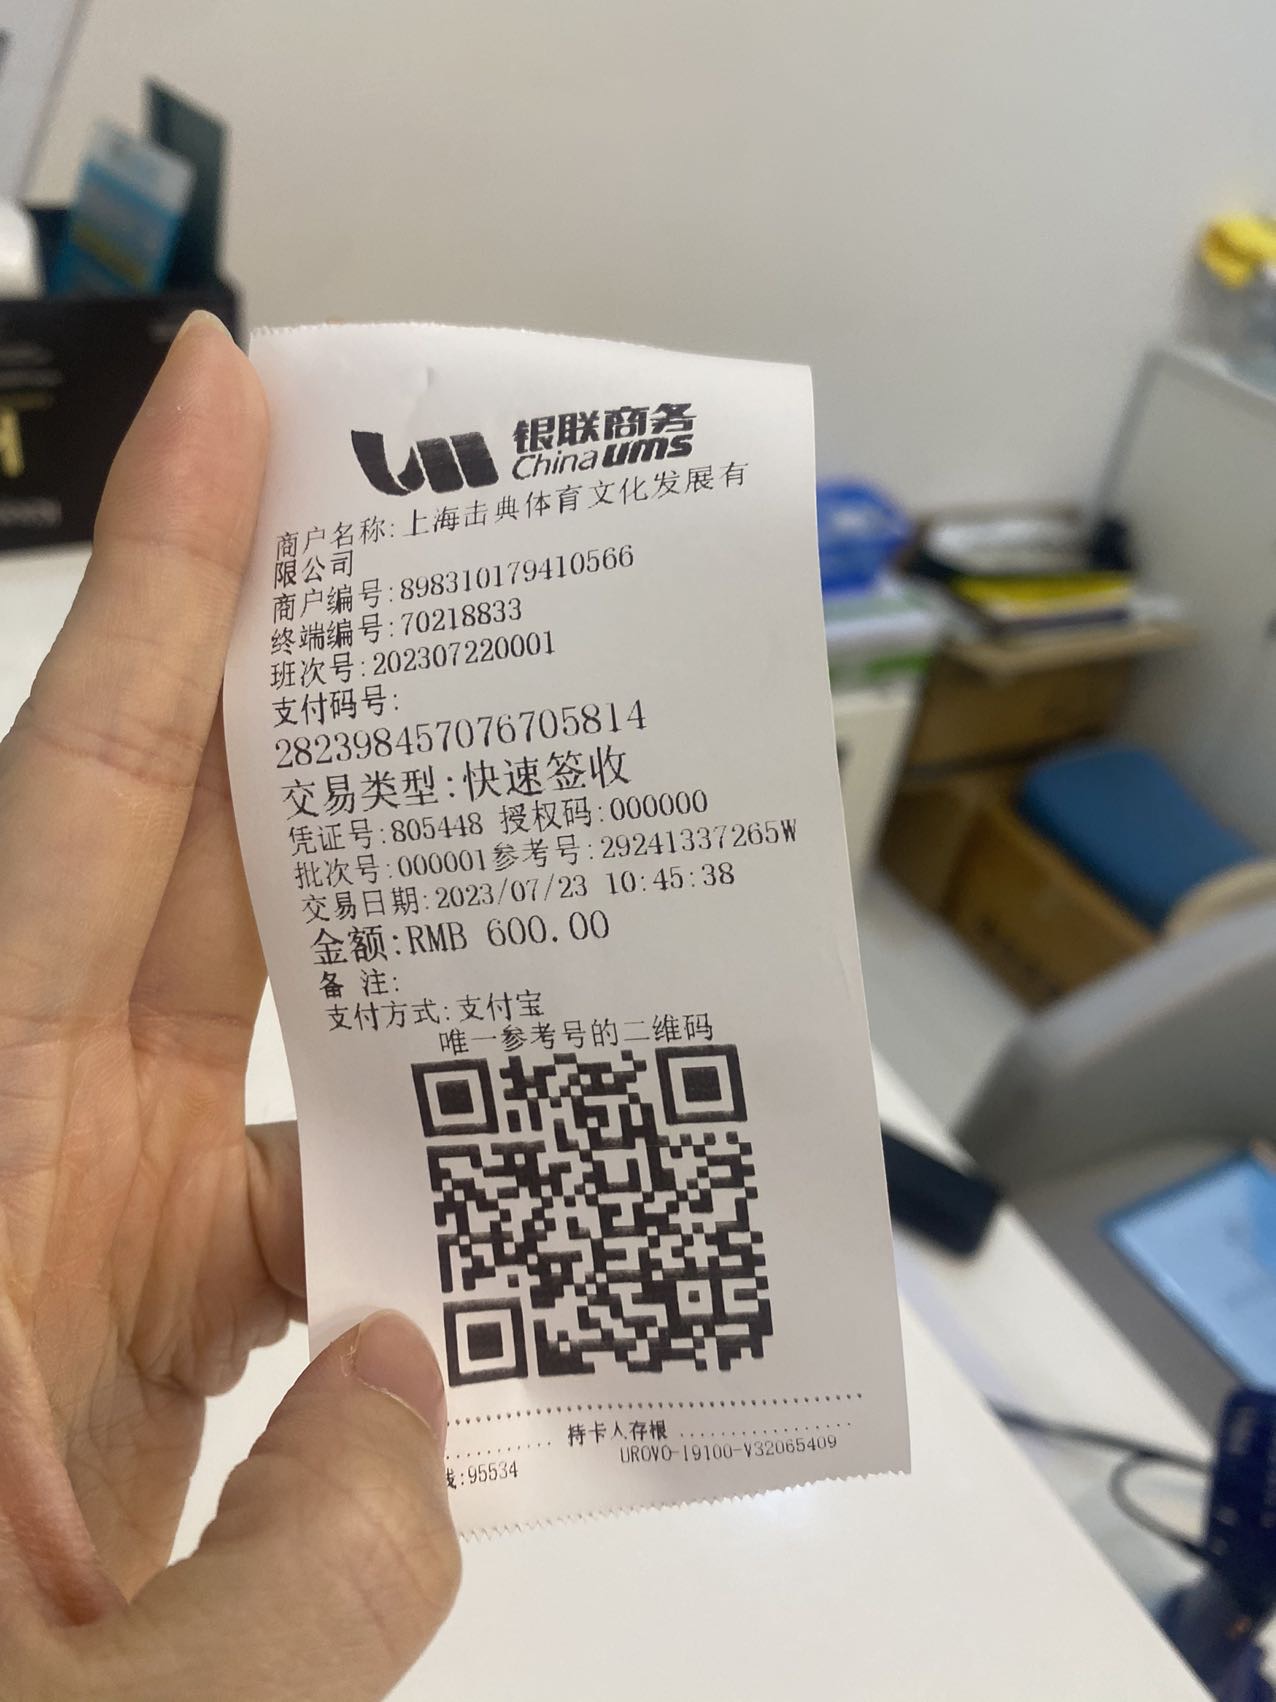 银联商务
Chinaums
商户名称:上海击典体育文化发展有
限公司
商户编号:898310179410566
终端编号:70218833
班次号:202307220001
支付码号:
282398457076705814
交易类型:快速签收
凭证号:805448 授权码:000000
批次号:000001参考号:29241337265W
交易日期:2023/07/23 10:45:38
金额:RMB 600.00
备 注:
支付方式:支付宝
唯一参考号的二维码
持卡人存根
UROVO-I9100-V32065409
线:95534